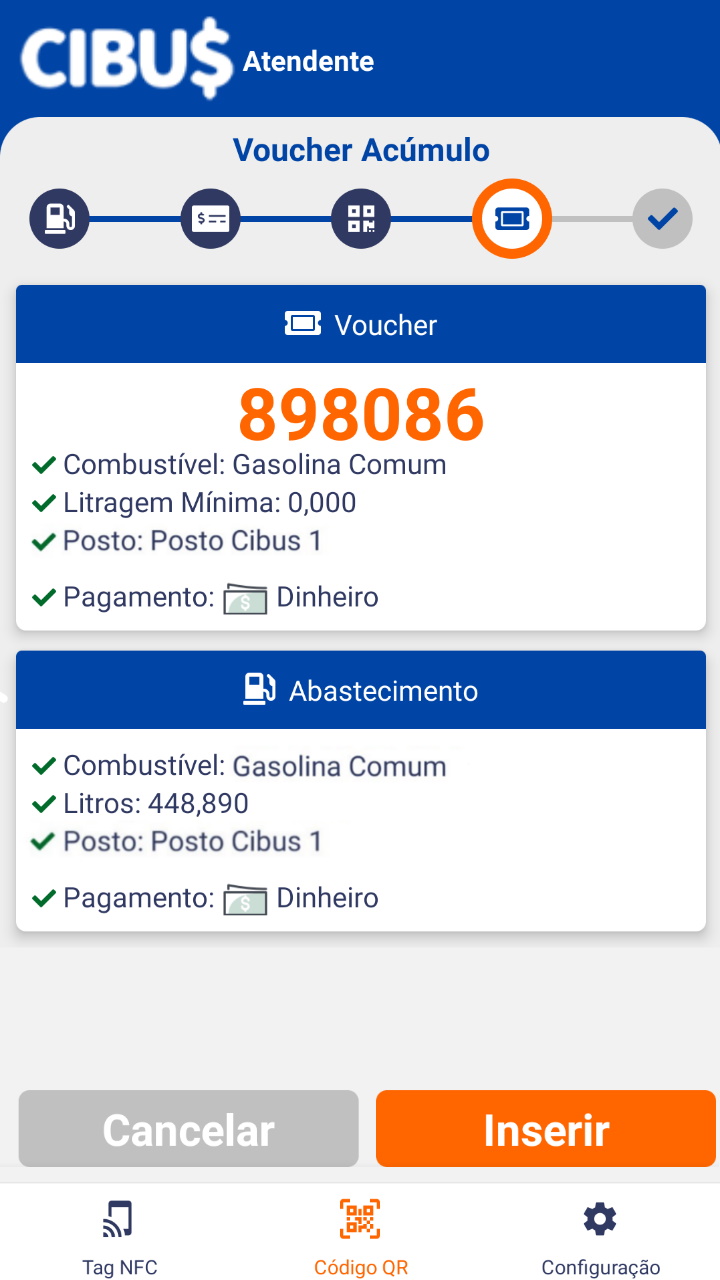 CIBU$ Atendente
Voucher Acúmulo
Voucher
898086
Combustível: Gasolina Comum
Litragem Mínima: 0,000
Posto: Posto Cibus 1
Pagamento: Dinheiro
Abastecimento
Combustível: Gasolina Comum
Litros: 448,890
Posto: Posto Cibus 1
Pagamento: Dinheiro
Cancelar Inserir
Tag NFC Código QR Configuração